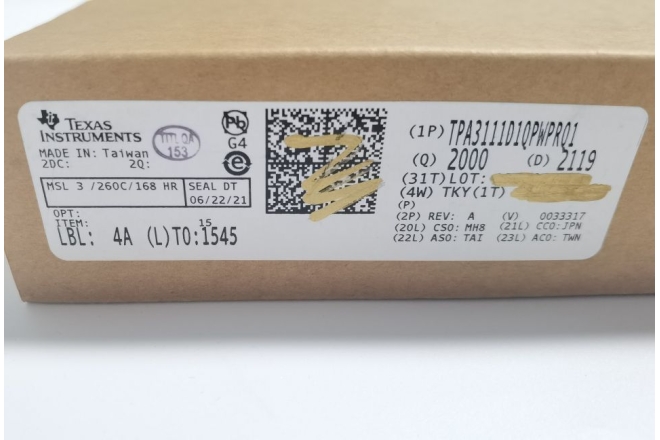 TEXAS
INSTRUMENTS
MADE IN: Taiwan
2DC: 2Q:
TITL QA
153
Pb
G4
e
MSL 3 /260C/168 HR
SEAL DT
06/22/21
OPT:
ITEM: 15
LBL: 4A (L)TO:1545
(1P) TPA3111D1QPWPRQ1
(Q) 2000 (D) 2119
(31T) LOT:
(4W) TKY(1T)
(P)
(2P) REV: A (V) 0033317
(20L) CSO: MH8 (21L) CCO:JPN
(22L) ASO: TAI (23L) ACO: TWN